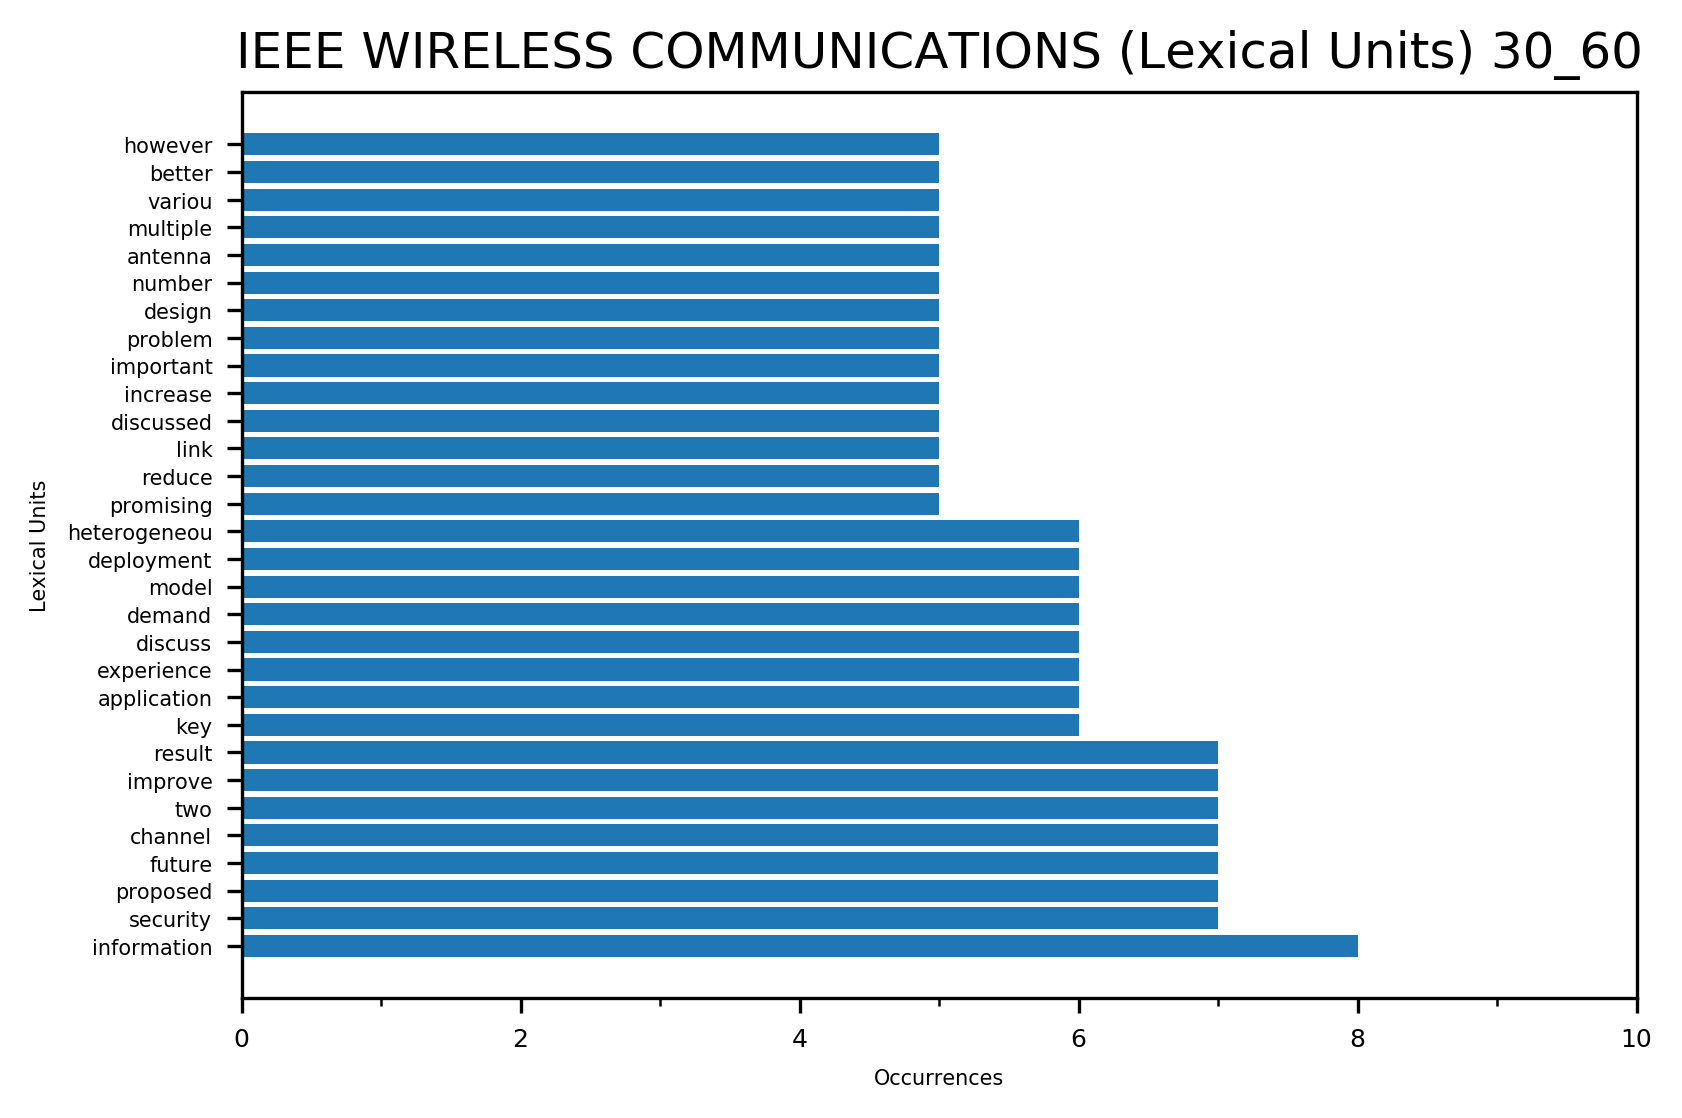 IEEE WIRELESS COMMUNICATIONS (Lexical Units) 30_60
Lexical Units
however
better
variou
multiple
antenna
number
design
problem
important
increase
discussed
link
reduce
promising
heterogeneou
deployment
model
demand
discuss
experience
application
key
result
improve
two
channel
future
proposed
security
information
0 2 4 6 8 10
Occurrences